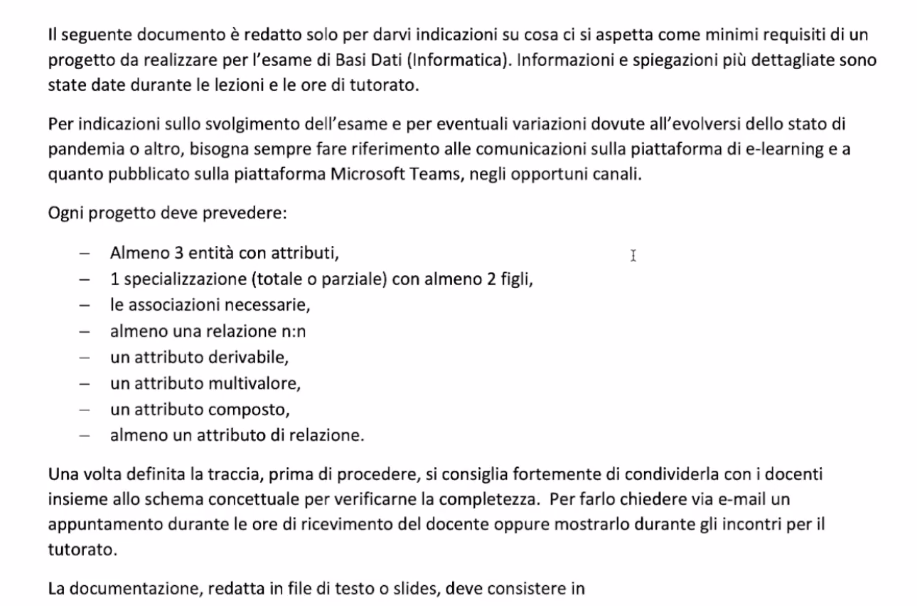 Il seguente documento è redatto solo per darvi indicazioni su cosa ci si aspetta come minimi requisiti di un
progetto da realizzare per l'esame di Basi Dati (Informatica). Informazioni e spiegazioni più dettagliate sono
state date durante le lezioni e le ore di tutorato.
Per indicazioni sullo svolgimento dell'esame e per eventuali variazioni dovute all'evolversi dello stato di
pandemia o altro, bisogna sempre fare riferimento alle comunicazioni sulla piattaforma di e-learning e a
quanto pubblicato sulla piattaforma Microsoft Teams, negli opportuni canali.
Ogni progetto deve prevedere:
– Almeno 3 entità con attributi,
– 1 specializzazione (totale o parziale) con almeno 2 figli,
– le associazioni necessarie,
– almeno una relazione n:n
– un attributo derivabile,
– un attributo multivalore,
– un attributo composto,
– almeno un attributo di relazione.
Una volta definita la traccia, prima di procedere, si consiglia fortemente di condividerla con i docenti
insieme allo schema concettuale per verificarne la completezza. Per farlo chiedere via e-mail un
appuntamento durante le ore di ricevimento del docente oppure mostrarlo durante gli incontri per il
tutorato.
La documentazione, redatta in file di testo o slides, deve consistere in